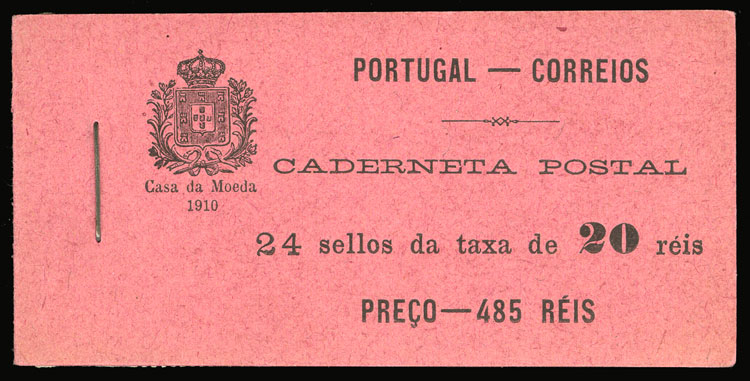 PORTUGAL — CORREIOS
CADERNETA POSTAL
Casa da Moeda
1910
24 sellos da taxa de 20 réis
PREÇO—485 RÉIS